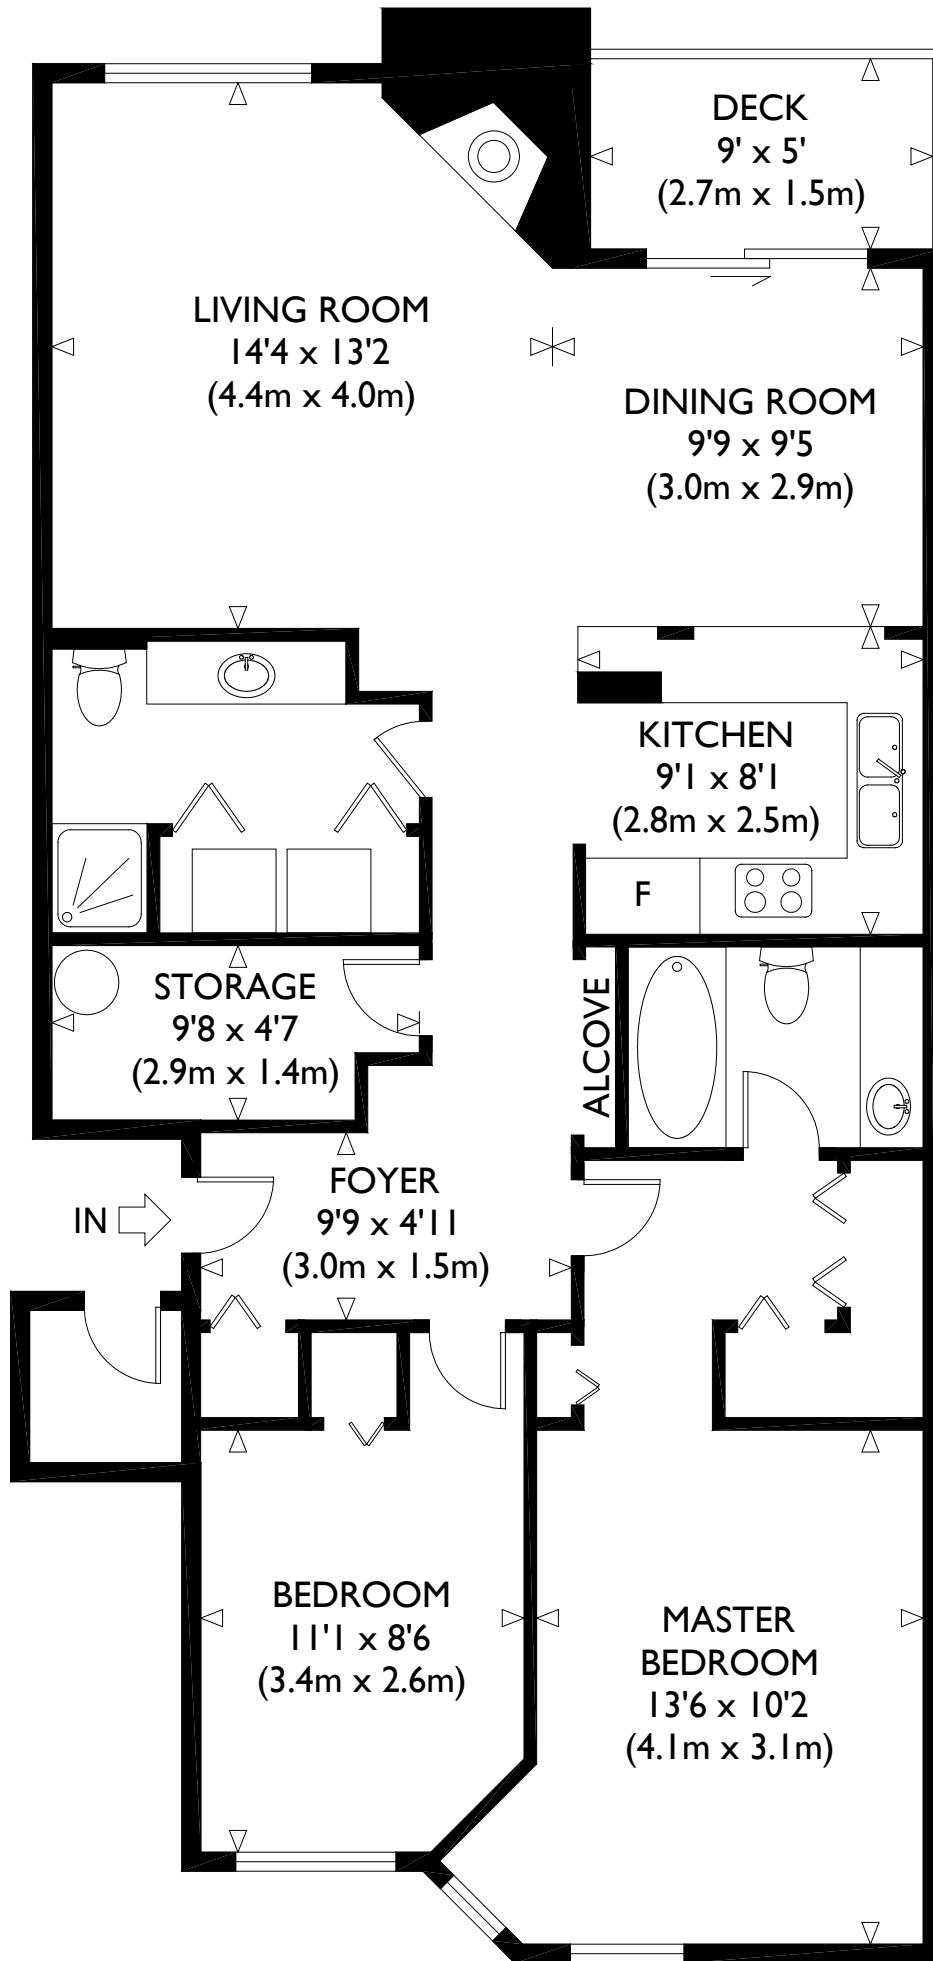 DECK
9' x 5'
(2.7m x 1.5m)
LIVING ROOM
14'4 x 13'2
(4.4m x 4.0m)
DINING ROOM
9'9 x 9'5
(3.0m x 2.9m)
KITCHEN
9'1 x 8'1
(2.8m x 2.5m)
F
STORAGE
9'8 x 4'7
(2.9m x 1.4m)
ALCOVE
FOYER
9'9 x 4'11
(3.0m x 1.5m)
IN
BEDROOM
11'1 x 8'6
(3.4m x 2.6m)
MASTER
BEDROOM
13'6 x 10'2
(4.1m x 3.1m)